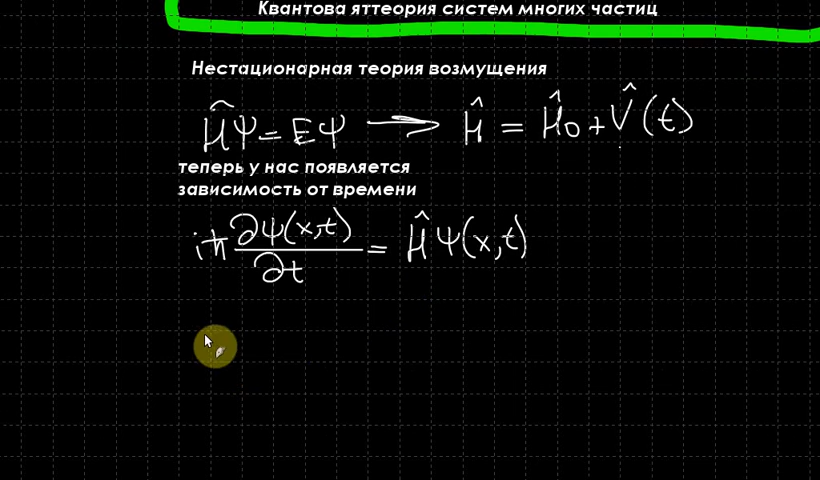 Квантова яттеория систем многих частиц
Нестационарная теория возмущения
ĤΨ = EΨ → Ĥ = Ĥ₀ + V̂(t)
теперь у нас появляется
зависимость от времени
iħ ∂Ψ(x,t)/∂t = ĤΨ(x,t)